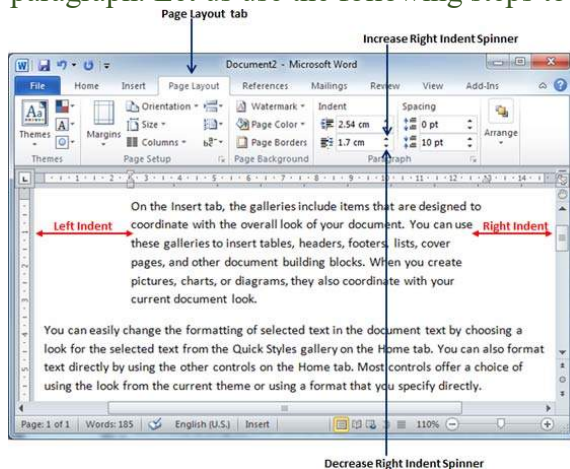 paragraph. Let us use the following steps to
Page Layout tab
Increase Right Indent Spinner
Document2 - Microsoft Word
File Home Insert Page Layout References Mailings Review View Add-Ins
Themes Margins Orientation Size Columns Watermark Page Color Page Borders Indent 2.54 cm 1.7 cm Spacing 0 pt 10 pt Arrange
Themes Page Setup Page Background Paragraph
On the Insert tab, the galleries include items that are designed to
Left Indent coordinate with the overall look of your document. You can use Right Indent
these galleries to insert tables, headers, footers, lists, cover
pages, and other document building blocks. When you create
pictures, charts, or diagrams, they also coordinate with your
current document look.
You can easily change the formatting of selected text in the document text by choosing a
look for the selected text from the Quick Styles gallery on the Home tab. You can also format
text directly by using the other controls on the Home tab. Most controls offer a choice of
using the look from the current theme or using a format that you specify directly.
Page: 1 of 1 Words: 185 English (U.S.) Insert 110%
Decrease Right Indent Spinner